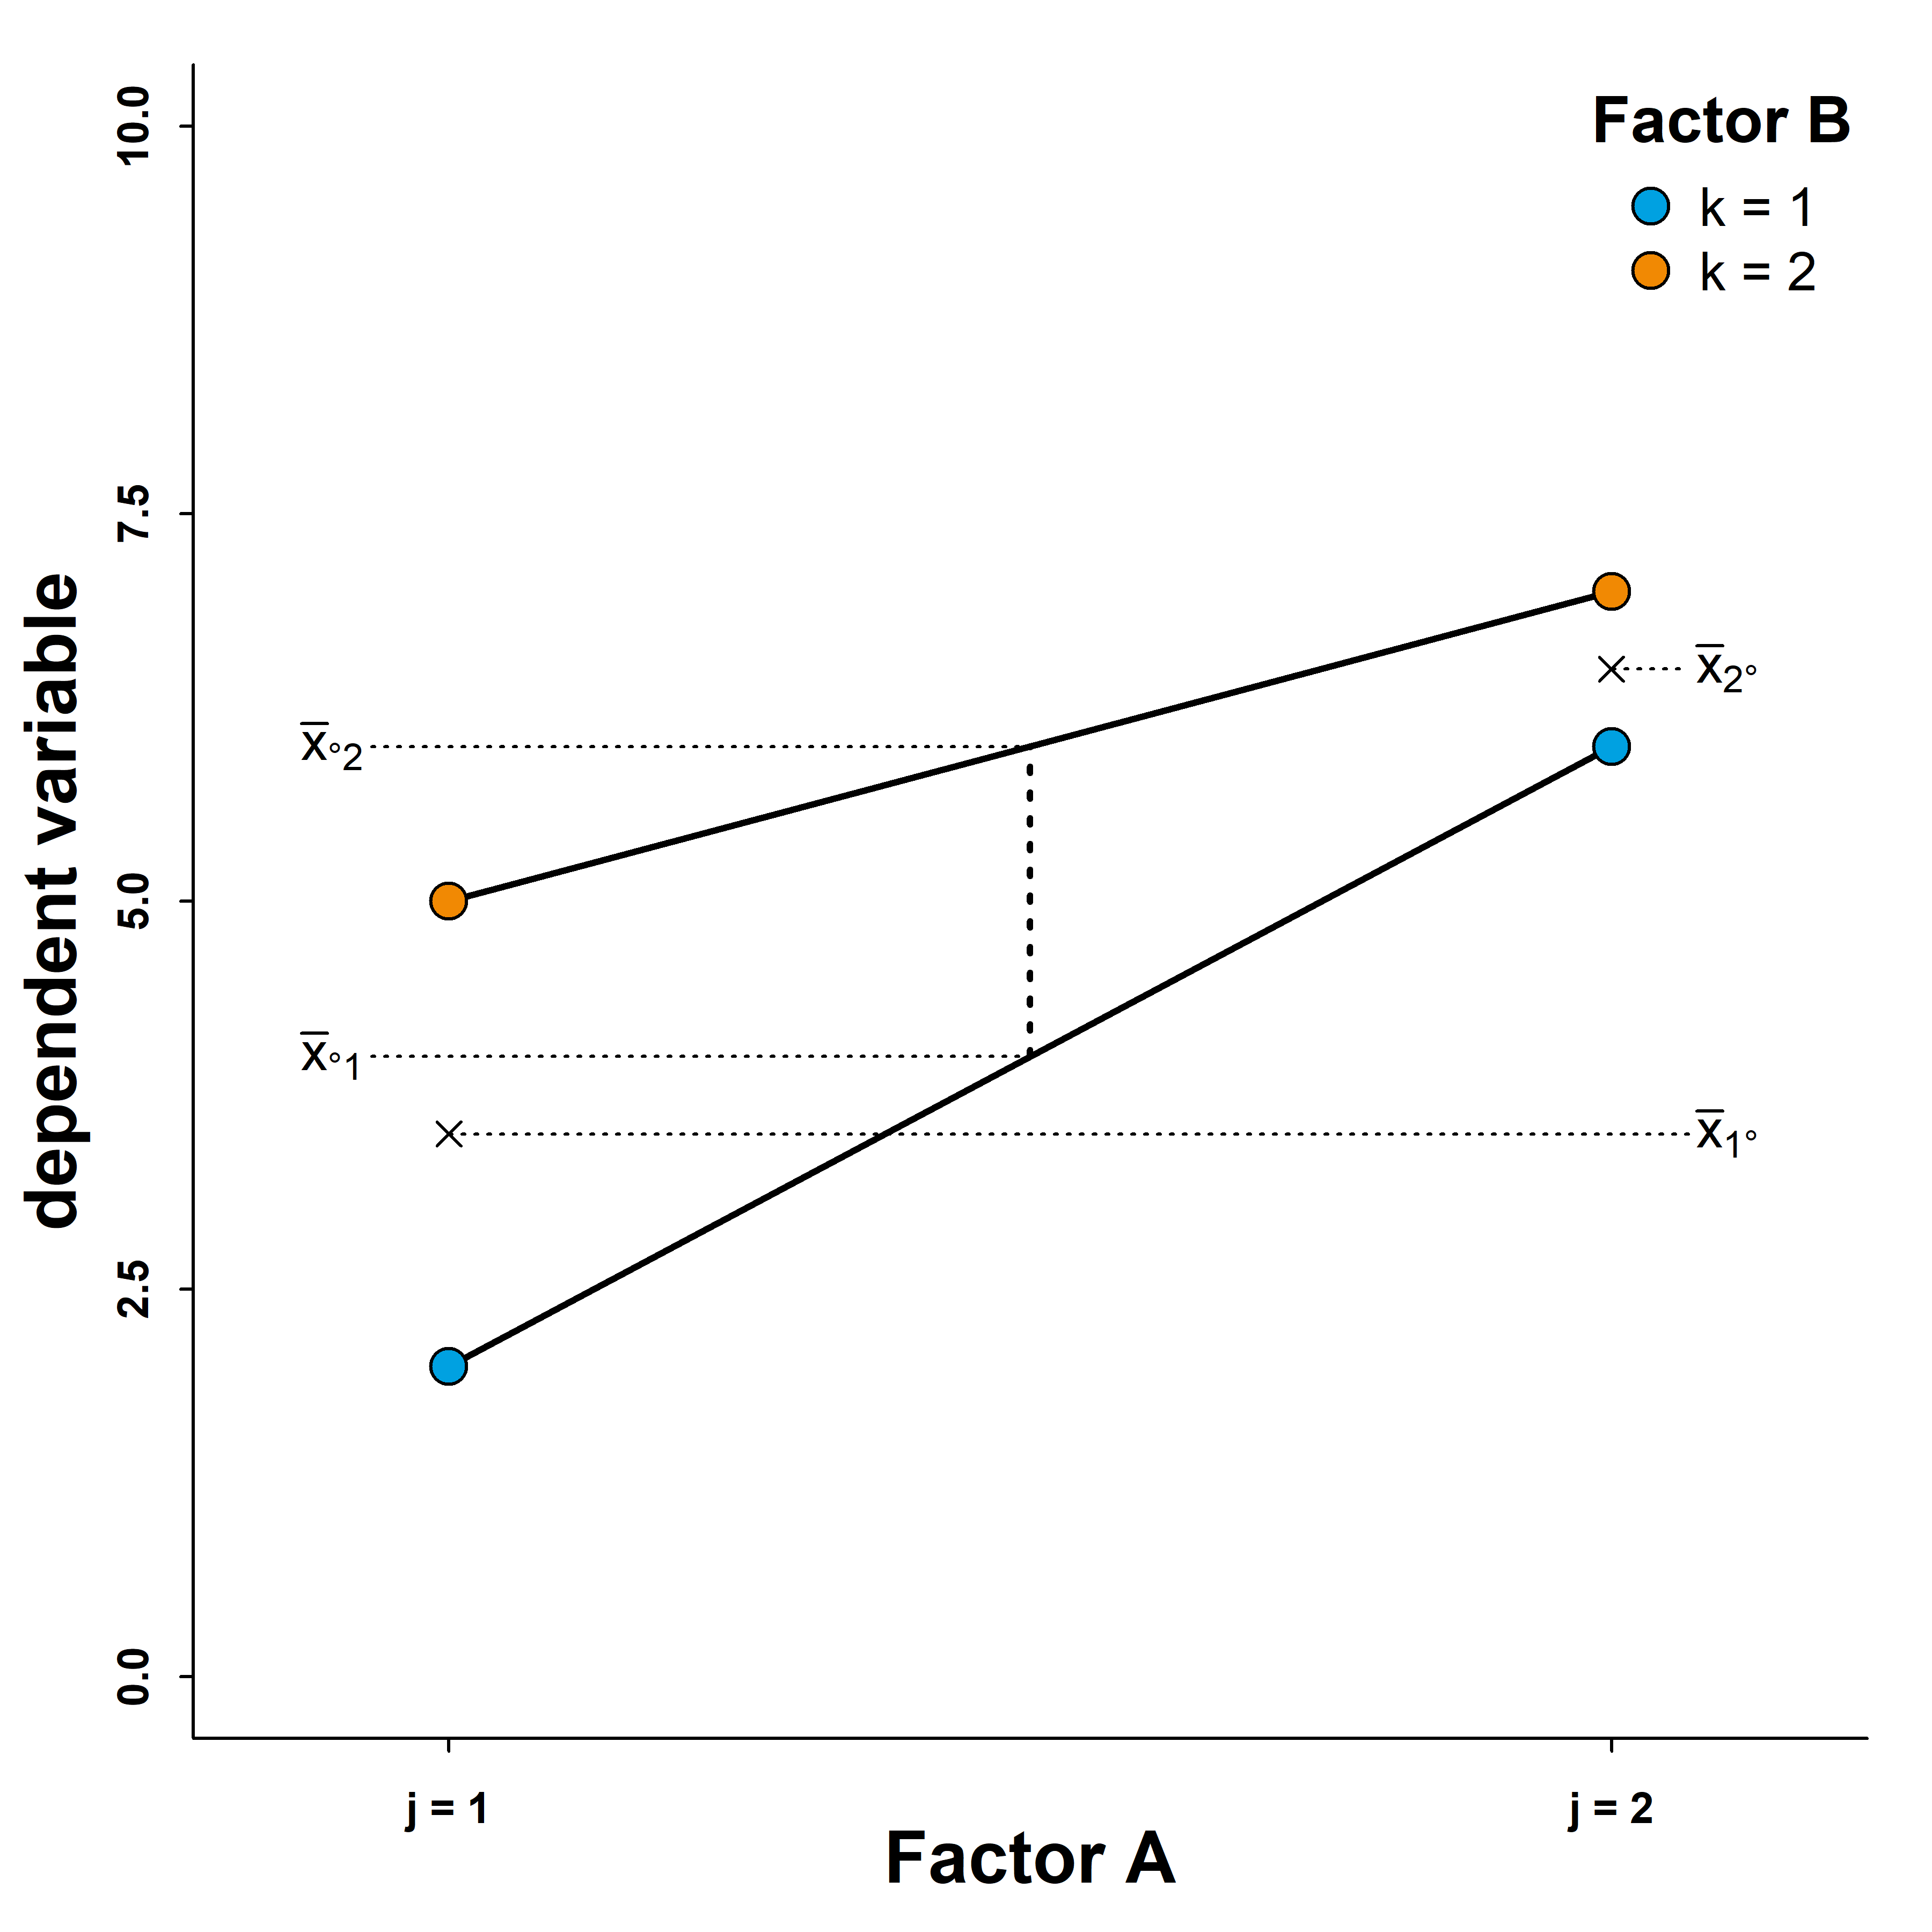 Factor B
k = 1
k = 2
dependent variable
10.0
7.5
5.0
2.5
0.0
x̅₂°
x̅°₂
x̅°₁
x̅₁°
j = 1
j = 2
Factor A